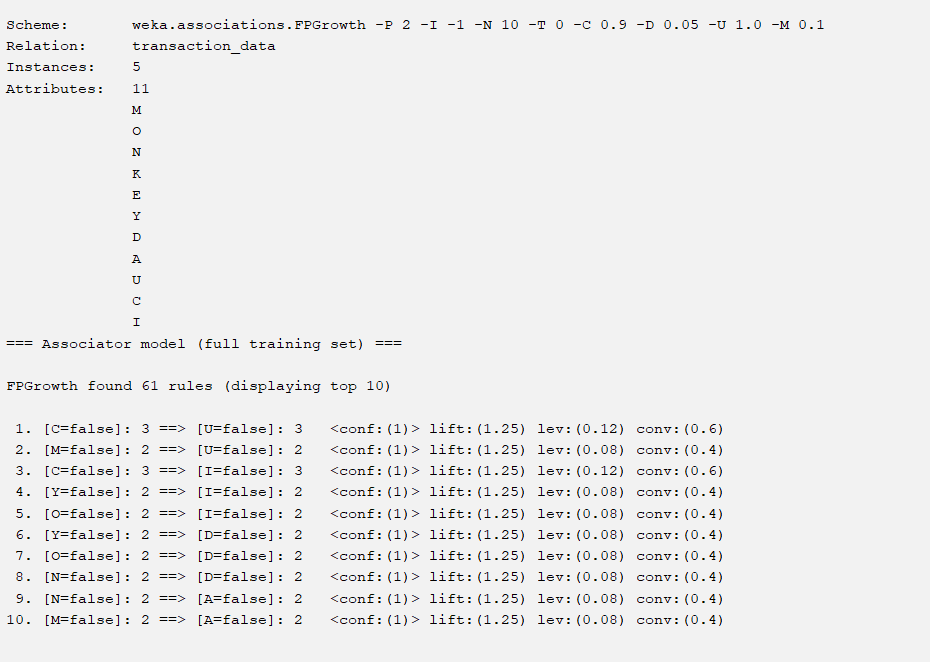 Scheme:       weka.associations.FPGrowth -P 2 -I -1 -N 10 -T 0 -C 0.9 -D 0.05 -U 1.0 -M 0.1
Relation:     transaction_data
Instances:    5
Attributes:   11
              M
              O
              N
              K
              E
              Y
              D
              A
              U
              C
              I
=== Associator model (full training set) ===
FPGrowth found 61 rules (displaying top 10)
 1. [C=false]: 3 ==> [U=false]: 3   <conf:(1)> lift:(1.25) lev:(0.12) conv:(0.6)
 2. [M=false]: 2 ==> [U=false]: 2   <conf:(1)> lift:(1.25) lev:(0.08) conv:(0.4)
 3. [C=false]: 3 ==> [I=false]: 3   <conf:(1)> lift:(1.25) lev:(0.12) conv:(0.6)
 4. [Y=false]: 2 ==> [I=false]: 2   <conf:(1)> lift:(1.25) lev:(0.08) conv:(0.4)
 5. [O=false]: 2 ==> [I=false]: 2   <conf:(1)> lift:(1.25) lev:(0.08) conv:(0.4)
 6. [Y=false]: 2 ==> [D=false]: 2   <conf:(1)> lift:(1.25) lev:(0.08) conv:(0.4)
 7. [O=false]: 2 ==> [D=false]: 2   <conf:(1)> lift:(1.25) lev:(0.08) conv:(0.4)
 8. [N=false]: 2 ==> [D=false]: 2   <conf:(1)> lift:(1.25) lev:(0.08) conv:(0.4)
 9. [N=false]: 2 ==> [A=false]: 2   <conf:(1)> lift:(1.25) lev:(0.08) conv:(0.4)
10. [M=false]: 2 ==> [A=false]: 2   <conf:(1)> lift:(1.25) lev:(0.08) conv:(0.4)